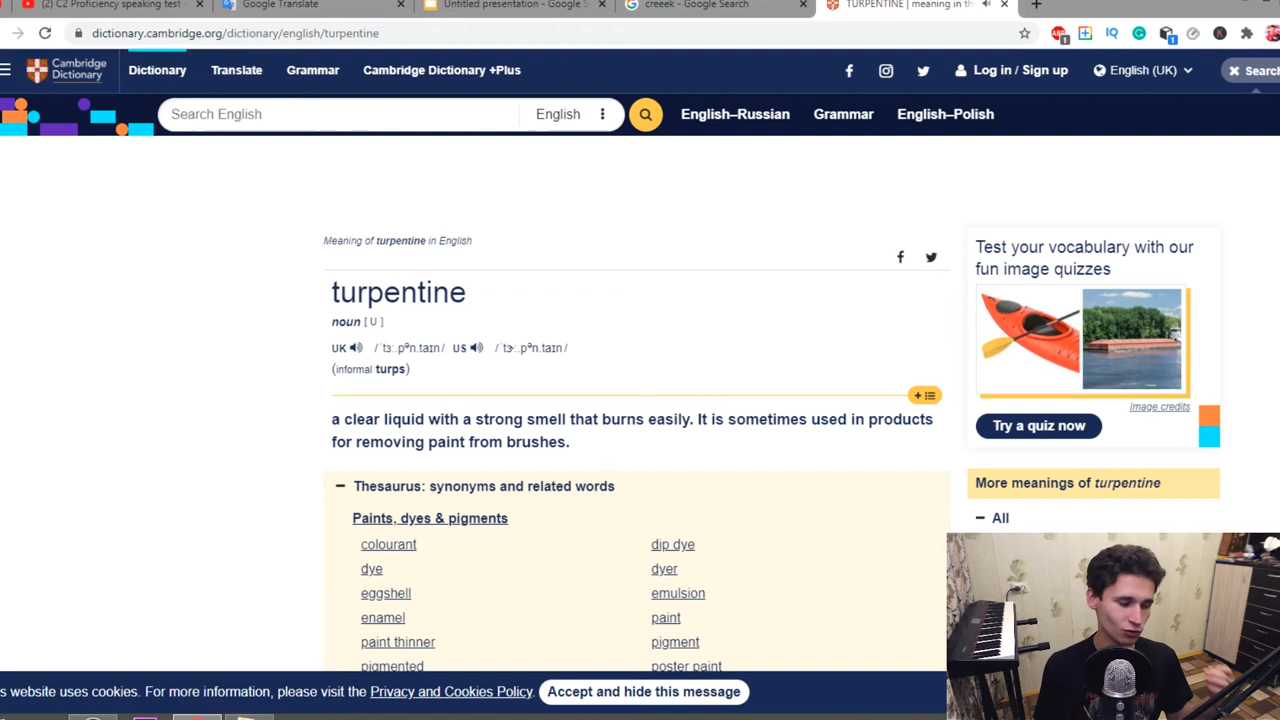 C2 Proficiency speaking test -
Google Translate
Untitled presentation - Google S
creeek - Google Search
TURPENTINE | meaning in th
dictionary.cambridge.org/dictionary/english/turpentine
Cambridge
Dictionary
Dictionary
Translate
Grammar
Cambridge Dictionary +Plus
Log in / Sign up
English (UK)
Search
Search English
English
English–Russian
Grammar
English–Polish
Meaning of turpentine in English
turpentine
noun [ U ]
UK /ˈtɜː.pən.taɪn/ US /ˈtɝː.pən.taɪn/
(informal turps)
a clear liquid with a strong smell that burns easily. It is sometimes used in products
for removing paint from brushes.
Thesaurus: synonyms and related words
Paints, dyes & pigments
colourant
dip dye
dye
dyer
eggshell
emulsion
enamel
paint
paint thinner
pigment
pigmented
poster paint
Test your vocabulary with our
fun image quizzes
Image credits
Try a quiz now
More meanings of turpentine
All
s website uses cookies. For more information, please visit the Privacy and Cookies Policy.
Accept and hide this message